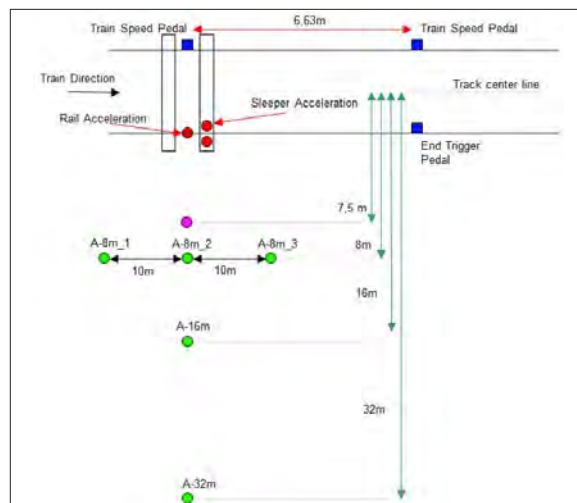 6,63m
Train Speed Pedal
Train Speed Pedal
Train Direction
Track center line
Sleeper Acceleration
Rail Acceleration
End Trigger
Pedal
7,5 m
A-8m_1
A-8m_2
A-8m_3
8m
10m
10m
16m
A-16m
32m
A-32m